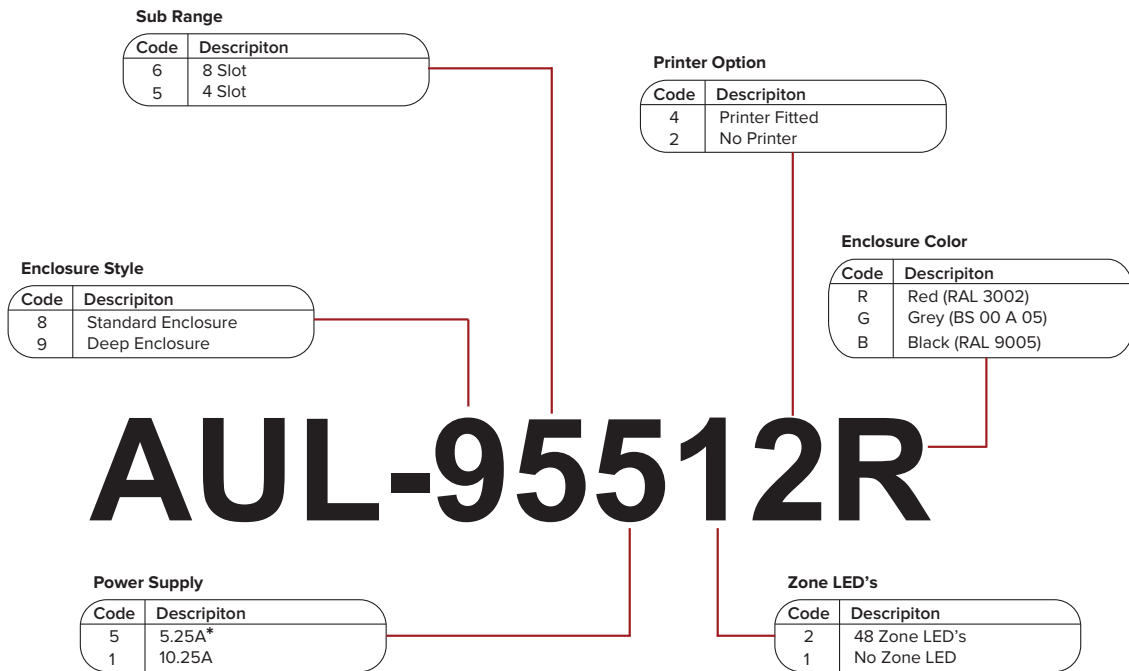 Sub Range
Code Descripiton
6 8 Slot
5 4 Slot
Printer Option
Code Descripiton
4 Printer Fitted
2 No Printer
Enclosure Style
Code Descripiton
8 Standard Enclosure
9 Deep Enclosure
Enclosure Color
Code Descripiton
R Red (RAL 3002)
G Grey (BS 00 A 05)
B Black (RAL 9005)
AUL-95512R
Power Supply
Code Descripiton
5 5.25A*
1 10.25A
Zone LED's
Code Descripiton
2 48 Zone LED's
1 No Zone LED